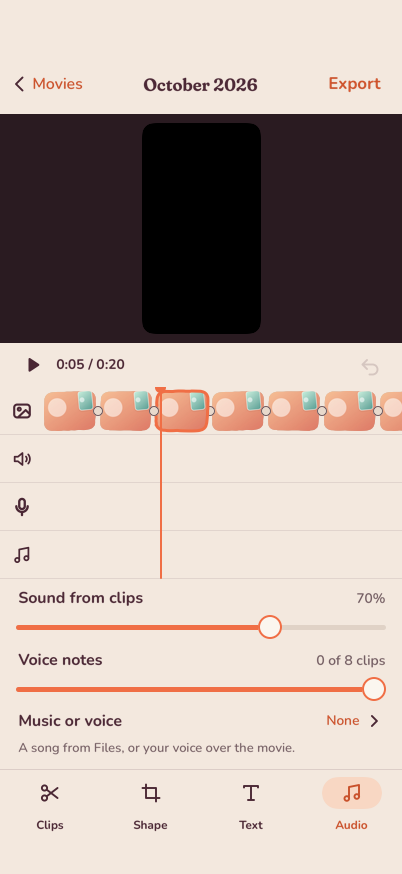 Movies
October 2026
Export
0:05 / 0:20
Sound from clips
70%
Voice notes
0 of 8 clips
Music or voice
None
A song from Files, or your voice over the movie.
Clips
Shape
Text
Audio